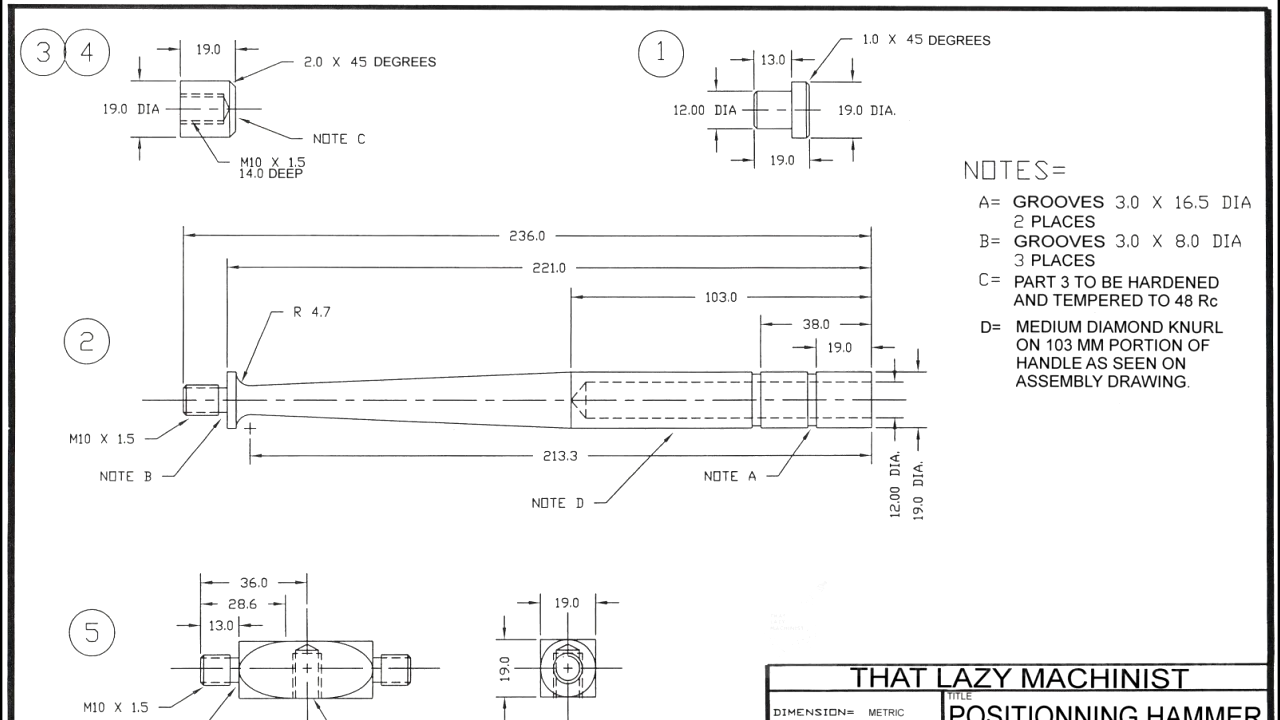 3 4
19.0
2.0 X 45 DEGREES
19.0 DIA
NOTE C
M10 X 1.5
14.0 DEEP
1
1.0 X 45 DEGREES
13.0
12.00 DIA
19.0 DIA.
19.0
NOTES=
A= GROOVES 3.0 X 16.5 DIA
2 PLACES
B= GROOVES 3.0 X 8.0 DIA
3 PLACES
C= PART 3 TO BE HARDENED
AND TEMPERED TO 48 Rc
D= MEDIUM DIAMOND KNURL
ON 103 MM PORTION OF
HANDLE AS SEEN ON
ASSEMBLY DRAWING.
236.0
221.0
103.0
R 4.7
38.0
19.0
2
M10 X 1.5
NOTE B
213.3
NOTE A
NOTE D
12.00 DIA.
19.0 DIA.
5
36.0
28.6
13.0
M10 X 1.5
19.0
19.0
THAT LAZY MACHINIST
DIMENSION= METRIC
TITLE
POSITIONNING HAMMER